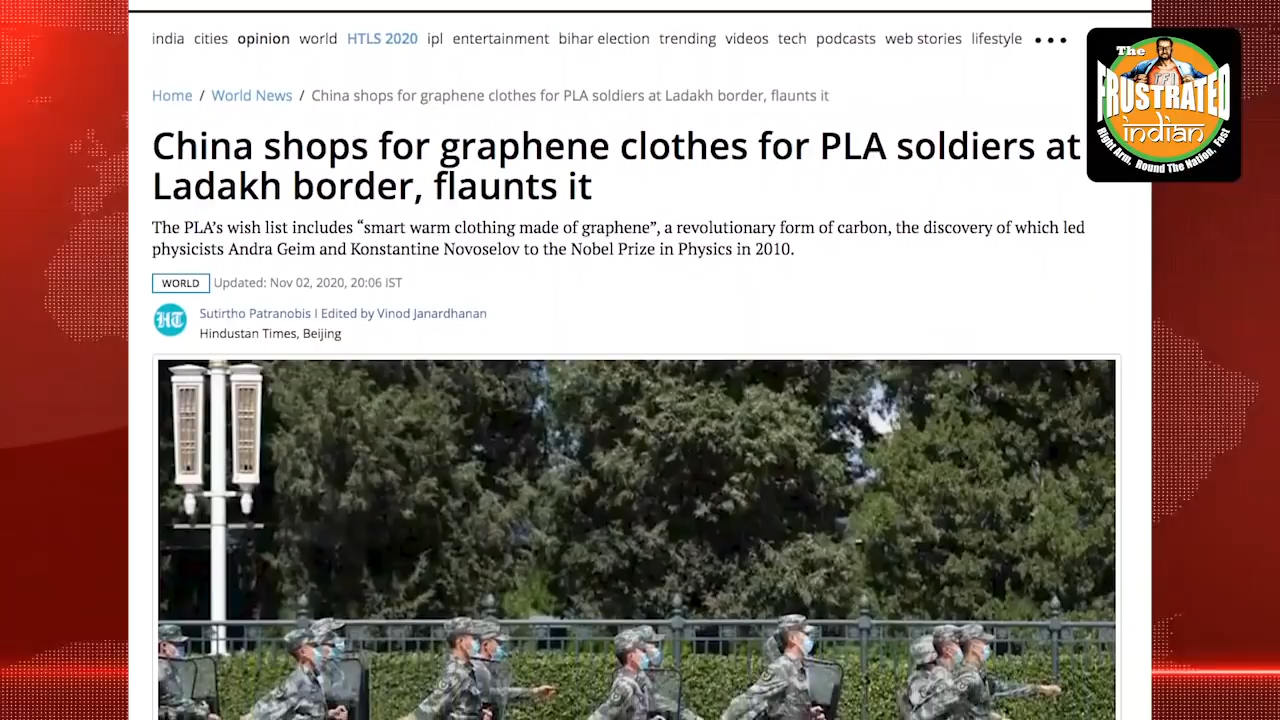 india cities opinion world HTLS 2020 ipl entertainment bihar election trending videos tech podcasts web stories lifestyle
Home / World News / China shops for graphene clothes for PLA soldiers at Ladakh border, flaunts it
The
FRUSTRATED
TFI
indian
Right Arm, Round The Nation, Fast
China shops for graphene clothes for PLA soldiers at
Ladakh border, flaunts it
The PLA’s wish list includes “smart warm clothing made of graphene”, a revolutionary form of carbon, the discovery of which led
physicists Andra Geim and Konstantine Novoselov to the Nobel Prize in Physics in 2010.
WORLD Updated: Nov 02, 2020, 20:06 IST
HT
Sutirtho Patranobis I Edited by Vinod Janardhanan
Hindustan Times, Beijing